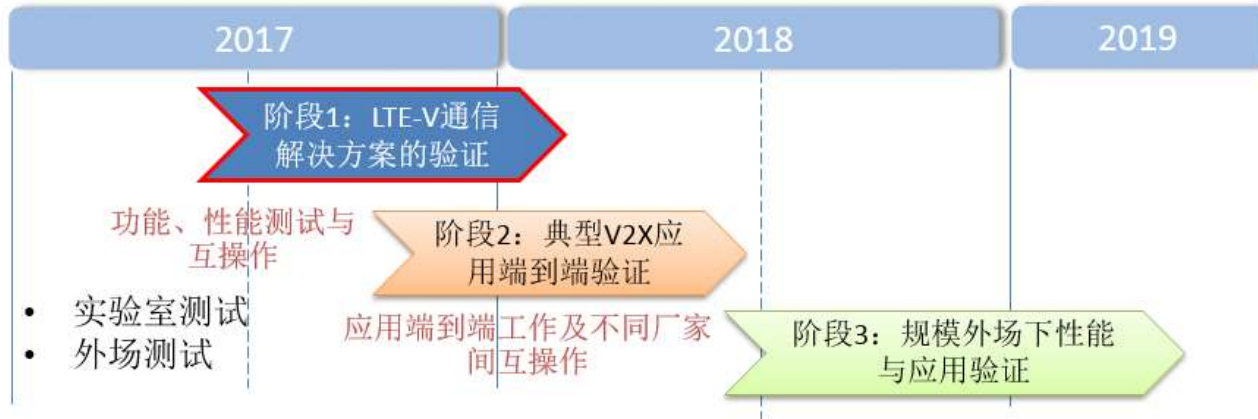 2017
2018
2019
阶段1：LTE-V通信
解决方案的验证
功能、性能测试与
互操作
阶段2：典型V2X应
用端到端验证
• 实验室测试
• 外场测试
应用端到端工作及不同厂家
间互操作
阶段3：规模外场下性能
与应用验证